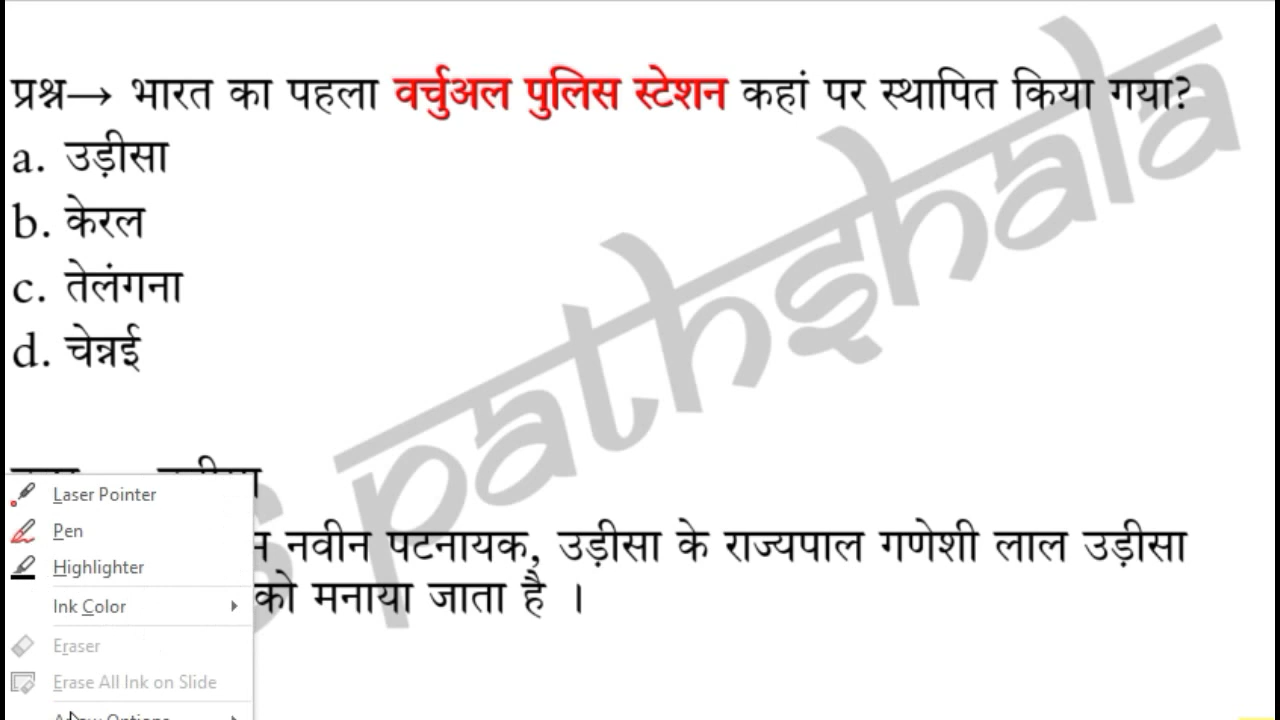 प्रश्न→ भारत का पहला वर्चुअल पुलिस स्टेशन कहां पर स्थापित किया गया?
a. उड़ीसा
b. केरल
c. तेलंगना
d. चेन्नई
pathshala
Laser Pointer
Pen
Highlighter
Ink Color
Eraser
Erase All Ink on Slide
नवीन पटनायक, उड़ीसा के राज्यपाल गणेशी लाल उड़ीसा
को मनाया जाता है ।